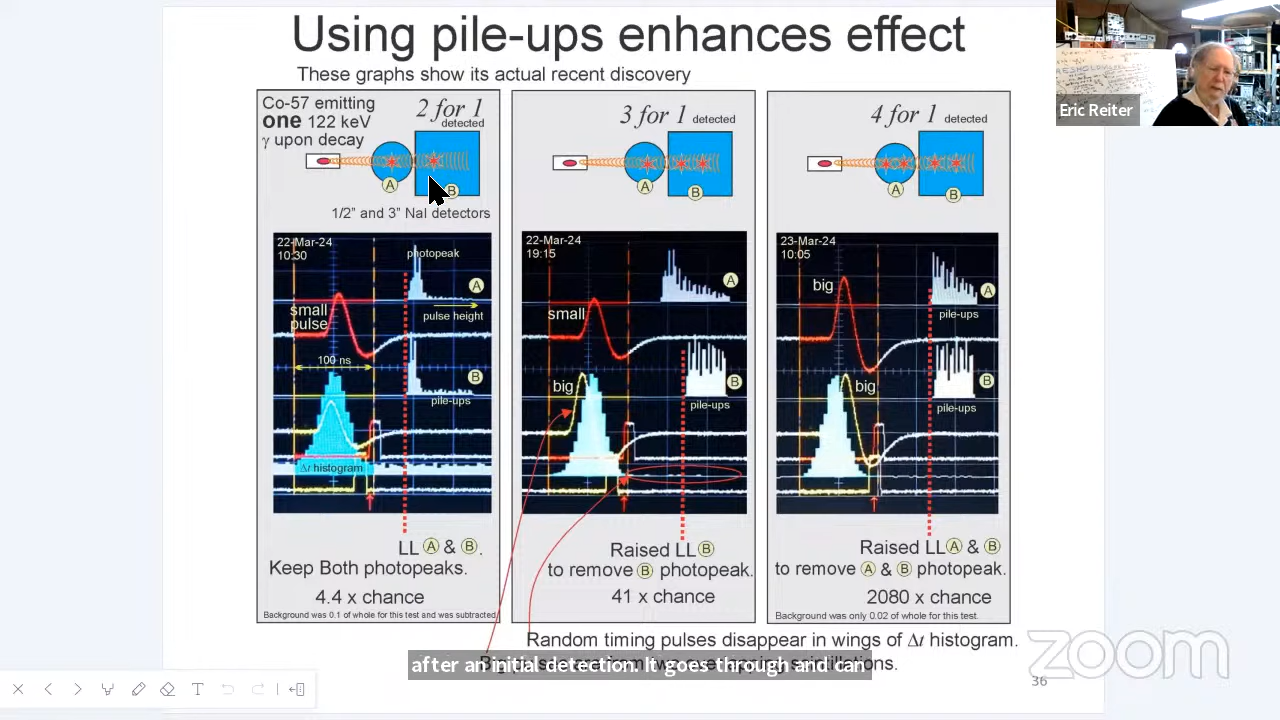 Using pile-ups enhances effect
These graphs show its actual recent discovery
Co-57 emitting
one 122 keV
γ upon decay
2 for 1
detected
A
B
1/2" and 3" NaI detectors
22-Mar-24
10:30
photopeak
A
small
pulse
pulse height
100 ns
B
pile-ups
Δt histogram
LL A & B.
Keep Both photopeaks.
4.4 x chance
Background was 0.1 of whole for this test and was subtracted
3 for 1 detected
A
B
22-Mar-24
19:15
A
small
big
B
pile-ups
Raised LL B
to remove B photopeak.
41 x chance
4 for 1 detected
A
B
23-Mar-24
10:05
big
A
pile-ups
big
B
pile-ups
Raised LL A & B
to remove A & B photopeak.
2080 x chance
Background was only 0.02 of whole for this test.
Random timing pulses disappear in wings of Δt histogram.
after an initial detection. It goes through and can
36
zoom
Eric Reiter
T